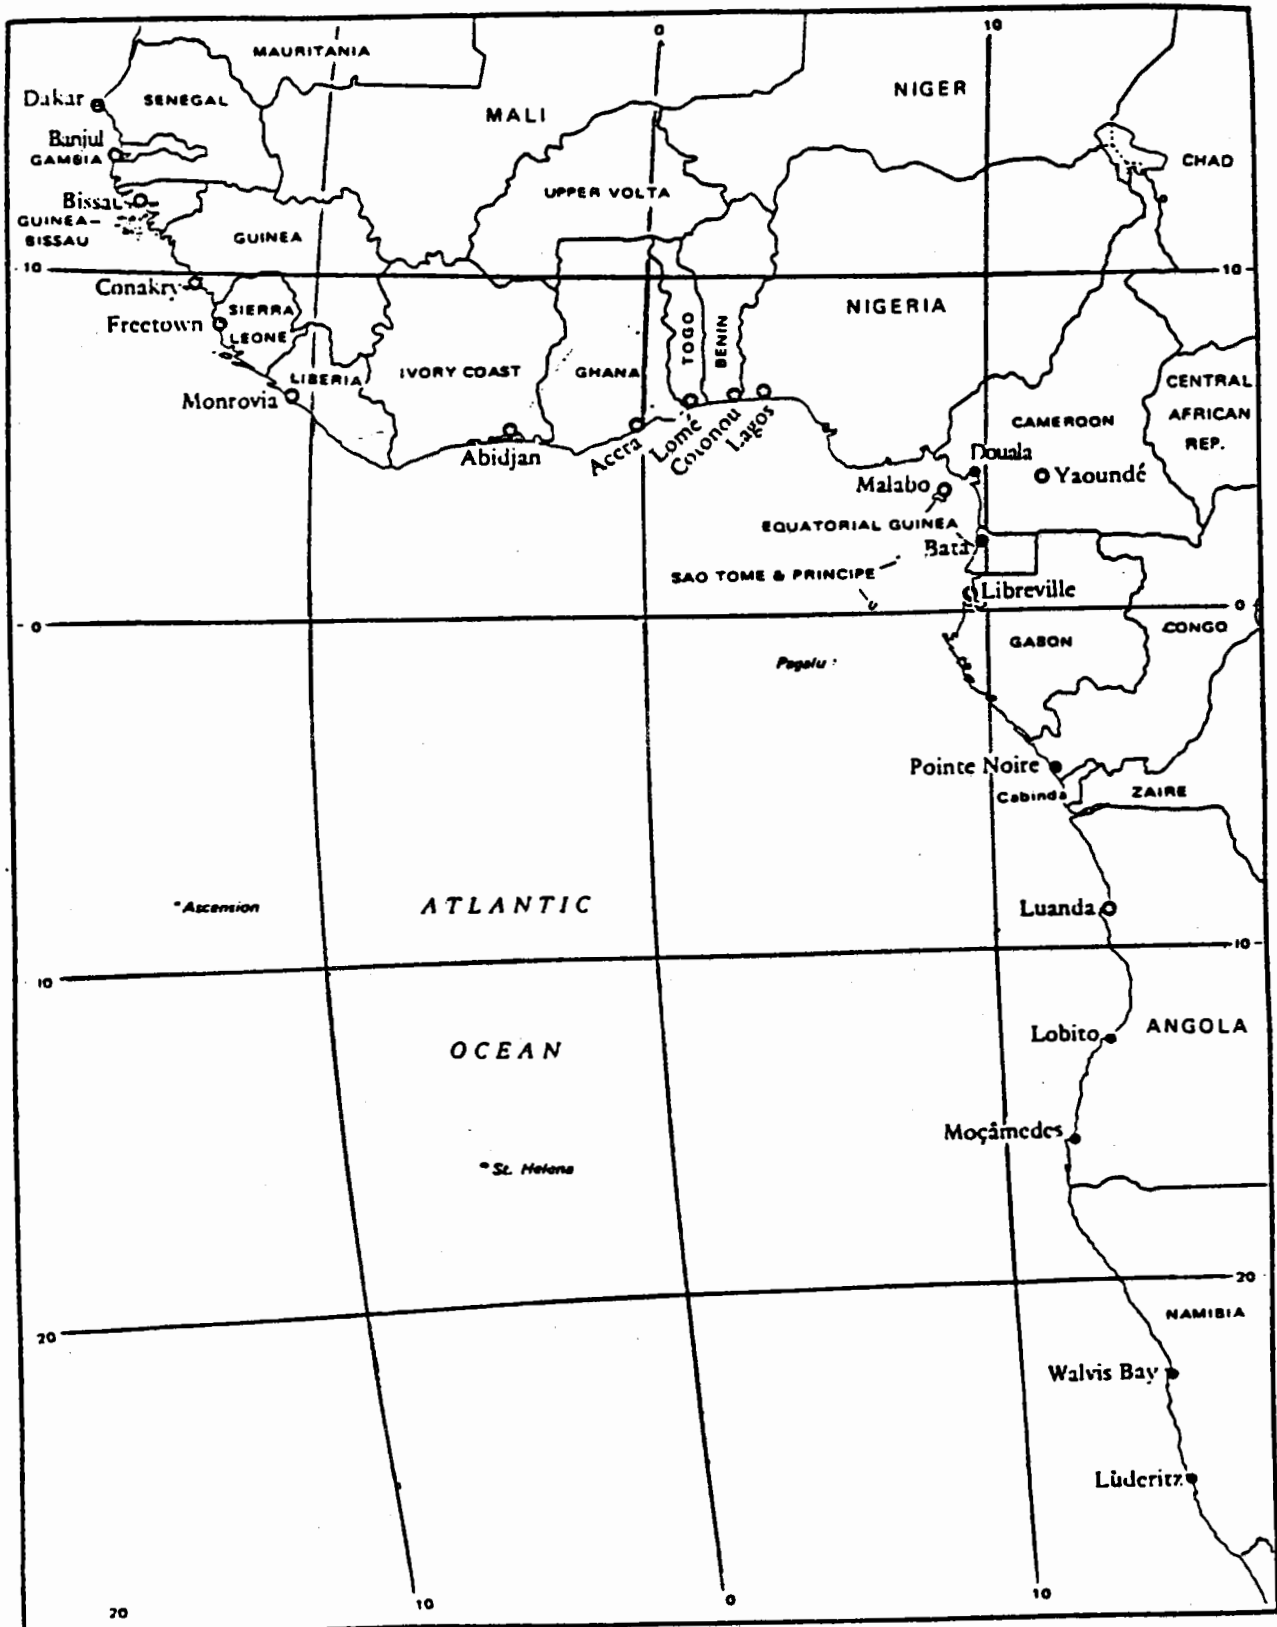 0
10
MAURITANIA
Dakar
SENEGAL
MALI
NIGER
Banjul
GAMBIA
CHAD
UPPER VOLTA
Bissau
GUINEA-
BISSAU
GUINEA
10
10
Conakry
SIERRA
LEONE
Freetown
NIGERIA
TOGO
BENIN
LIBERIA
IVORY COAST
GHANA
CENTRAL
AFRICAN
REP.
Monrovia
CAMEROON
Abidjan
Accra
Lomé
Cotonou
Lagos
Douala
Malabo
Yaoundé
EQUATORIAL GUINEA
Bata
SAO TOME & PRINCIPE
Libreville
0
0
GABON
CONGO
Pagalu
Pointe Noire
Cabinda
ZAIRE
Ascension
ATLANTIC
Luanda
10
10
OCEAN
Lobito
ANGOLA
Moçâmedes
St. Helena
20
NAMIBIA
20
Walvis Bay
Lüderitz
20
10
0
10